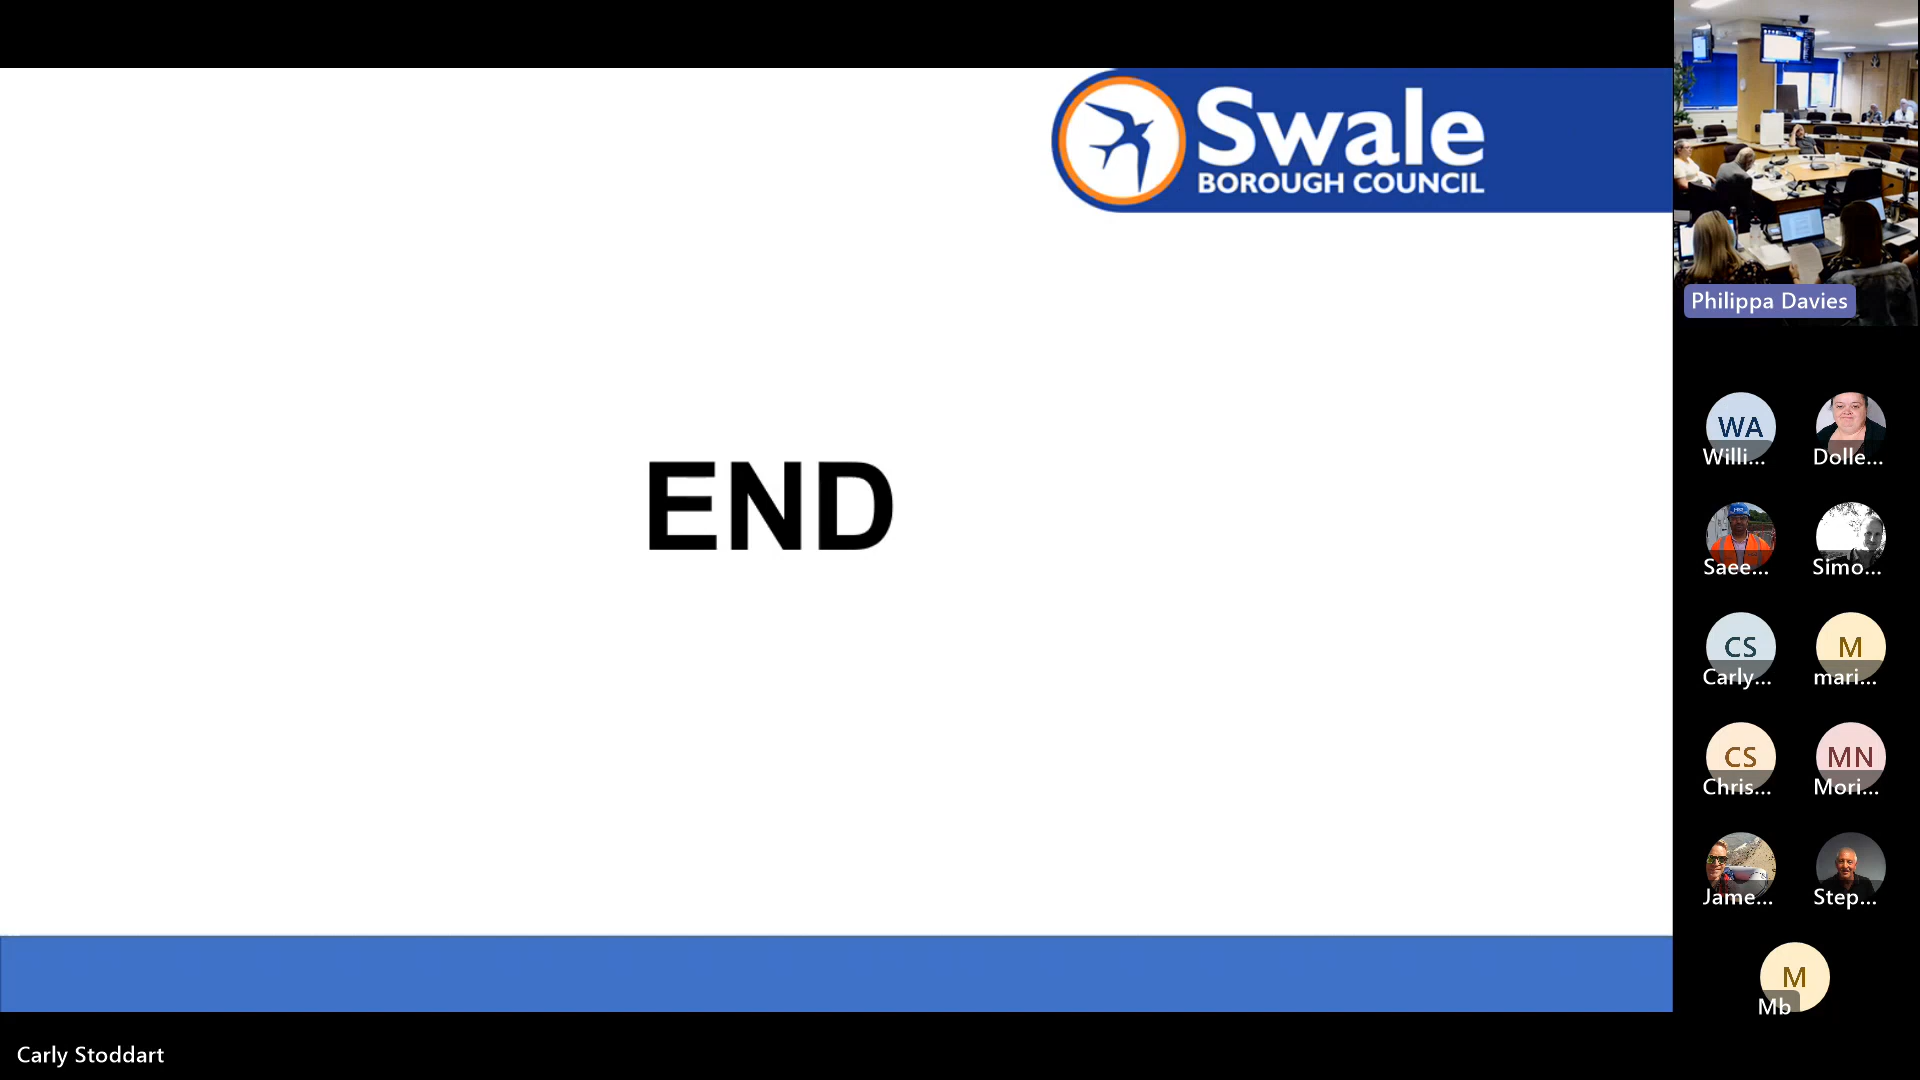 Swale
BOROUGH COUNCIL
END
Philippa Davies
WA
Willi...
Dolle...
Saee...
Simo...
CS
Carly...
M
mari...
CS
Chris...
MN
Mori...
Jame...
Step...
M
Mb
Carly Stoddart